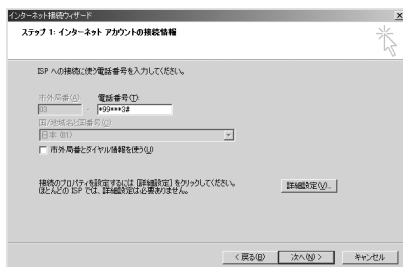 インターネット接続ウィザード
ステップ 1: インターネット アカウントの接続情報
ISP への接続に使う電話番号を入力してください。
市外局番(A) 電話番号(T):
03 - *99***3#
国/地域名と国番号(C)
日本 (81)
市外局番とダイヤル情報を使う(U)
接続のプロパティを設定するには [詳細設定] をクリックしてください。
ほとんどの ISP では、詳細設定は必要ありません。
詳細設定(V)...
< 戻る(B) 次へ(N) > キャンセル